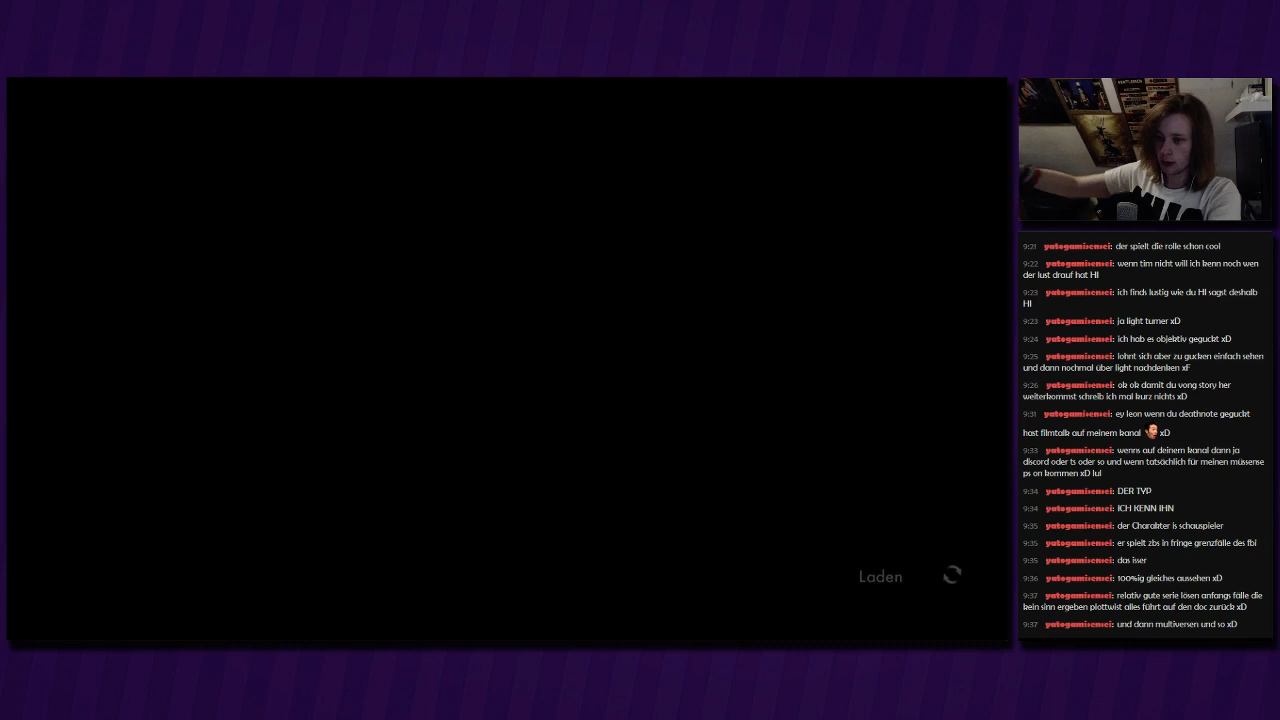 Laden
9:21 yatogamisensei: der spielt die rolle schon cool
9:22 yatogamisensei: wenn tim nicht will ich kenn noch wen
der lust drauf hat HI
9:23 yatogamisensei: ich finds lustig wie du HI sagst deshalb
HI
9:23 yatogamisensei: ja light turner xD
9:24 yatogamisensei: ich hab es objektiv geguckt xD
9:25 yatogamisensei: lohnt sich aber zu gucken einfach sehen
und dann nochmal über light nachdenken xF
9:26 yatogamisensei: ok ok damit du vong story her
weiterkommst schreib ich mal kurz nichts xD
9:31 yatogamisensei: ey leon wenn du deathnote geguckt
hast filmtalk auf meinem kanal xD
9:33 yatogamisensei: wenns auf deinem kanal dann ja
discord oder ts oder so und wenn tatsächlich für meinen müssense
ps on kommen xD lul
9:34 yatogamisensei: DER TYP
9:34 yatogamisensei: ICH KENN IHN
9:35 yatogamisensei: der Charakter is schauspieler
9:35 yatogamisensei: er spielt zbs in fringe grenzfälle des fbi
9:35 yatogamisensei: das isser
9:36 yatogamisensei: 100%ig gleiches aussehen xD
9:37 yatogamisensei: relativ gute serie lösen anfangs fälle die
kein sinn ergeben plottwist alles führt auf den doc zurück xD
9:37 yatogamisensei: und dann multiversen und so xD